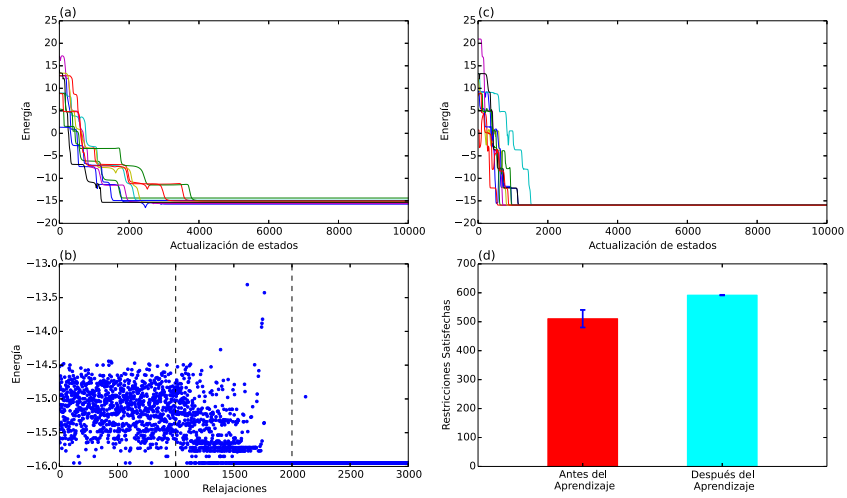 (a)
25
20
15
10
5
0
−5
−10
−15
−20
Energía
0 2000 4000 6000 8000 10000
Actualización de estados
(c)
25
20
15
10
5
0
−5
−10
−15
−20
Energía
0 2000 4000 6000 8000 10000
Actualización de estados
(b)
−13.0
−13.5
−14.0
−14.5
−15.0
−15.5
−16.0
Energía
0 500 1000 1500 2000 2500 3000
Relajaciones
(d)
700
600
500
400
300
200
100
0
Restricciones Satisfechas
Antes del
Aprendizaje
Después del
Aprendizaje